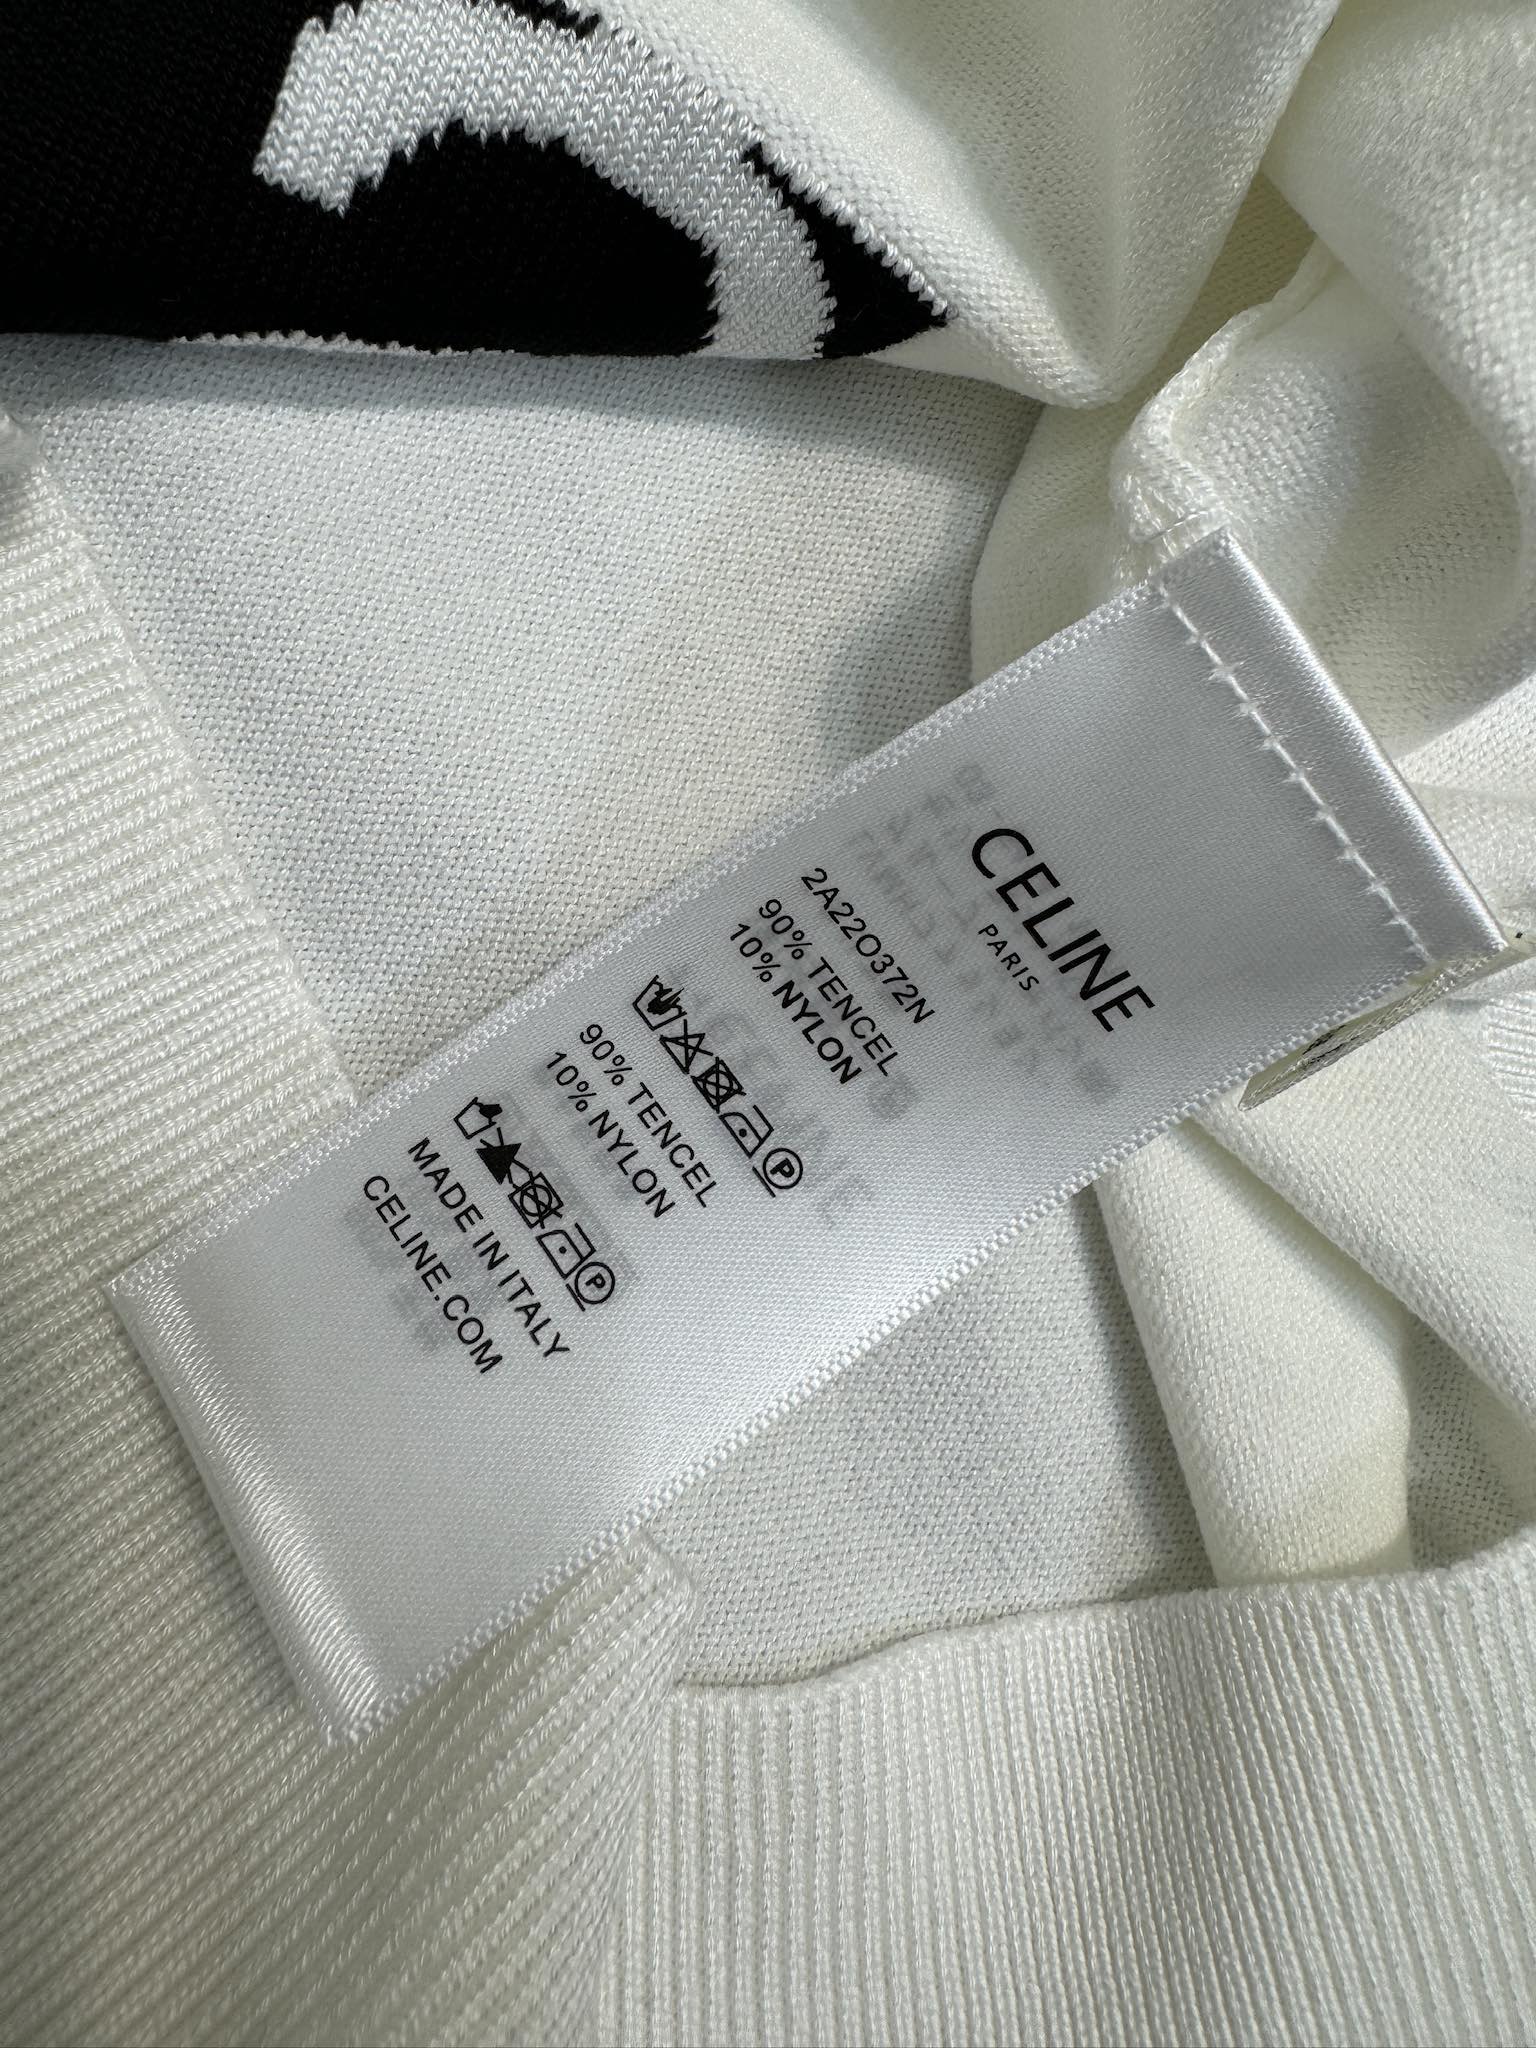 CELINE
PARIS
2A22O372N
90% TENCEL
10% NYLON
P
90% TENCEL
10% NYLON
P
MADE IN ITALY
CELINE.COM